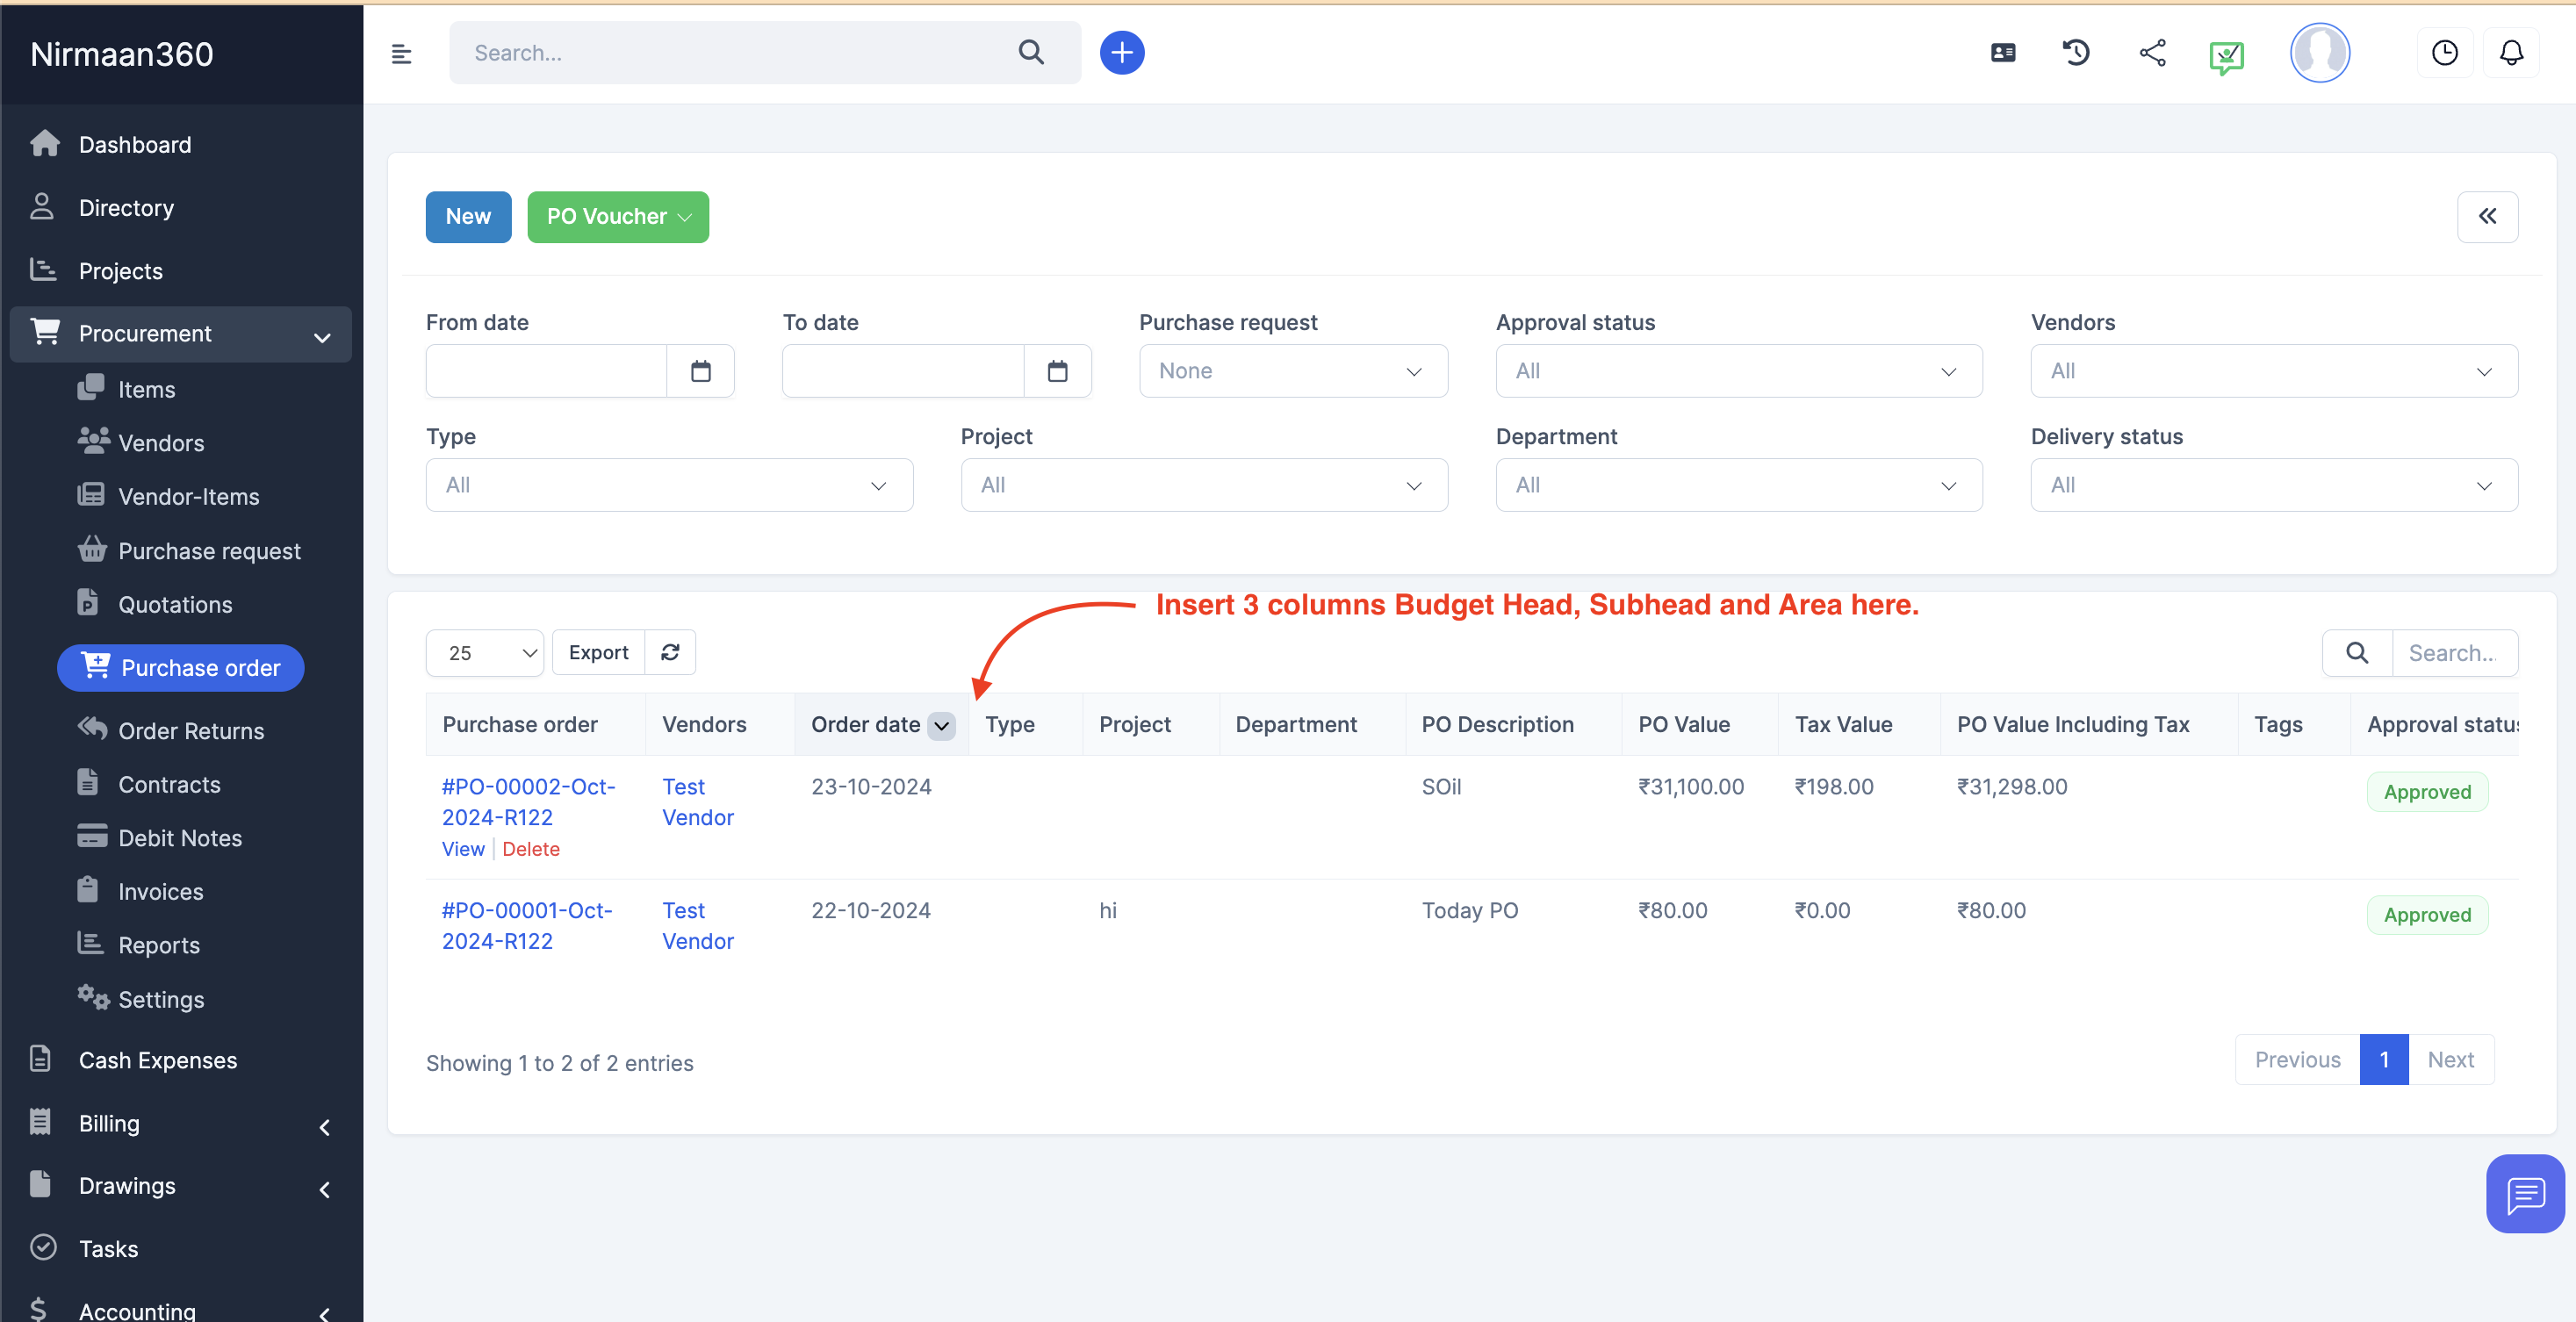 Nirmaan360
Search...
Dashboard
Directory
Projects
Procurement
Items
Vendors
Vendor-Items
Purchase request
Quotations
Purchase order
Order Returns
Contracts
Debit Notes
Invoices
Reports
Settings
Cash Expenses
Billing
Drawings
Tasks
Accounting
New
PO Voucher
From date To date Purchase request Approval status Vendors
None All All
Type Project Department Delivery status
All All All All
Insert 3 columns Budget Head, Subhead and Area here.
25 Export Search...
Purchase order Vendors Order date Type Project Department PO Description PO Value Tax Value PO Value Including Tax Tags Approval status
#PO-00002-Oct- Test 23-10-2024 SOil ₹31,100.00 ₹198.00 ₹31,298.00 Approved
2024-R122 Vendor
View | Delete
#PO-00001-Oct- Test 22-10-2024 hi Today PO ₹80.00 ₹0.00 ₹80.00 Approved
2024-R122 Vendor
Showing 1 to 2 of 2 entries
Previous 1 Next